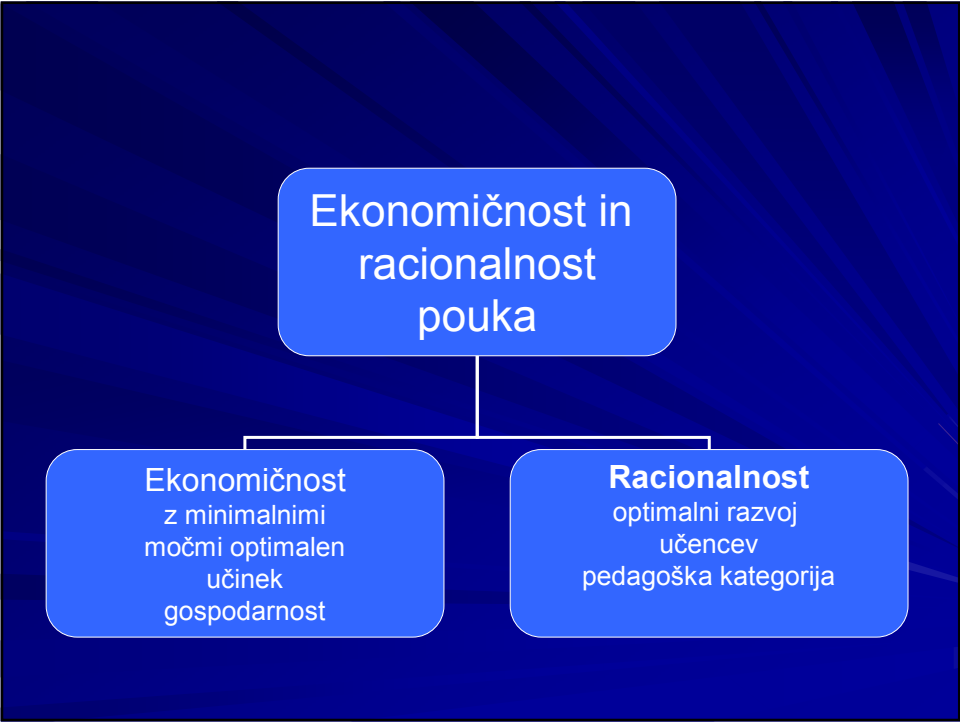 Ekonomičnost in
racionalnost
pouka
Ekonomičnost
z minimalnimi
močmi optimalen
učinek
gospodarnost
Racionalnost
optimalni razvoj
učencev
pedagoška kategorija